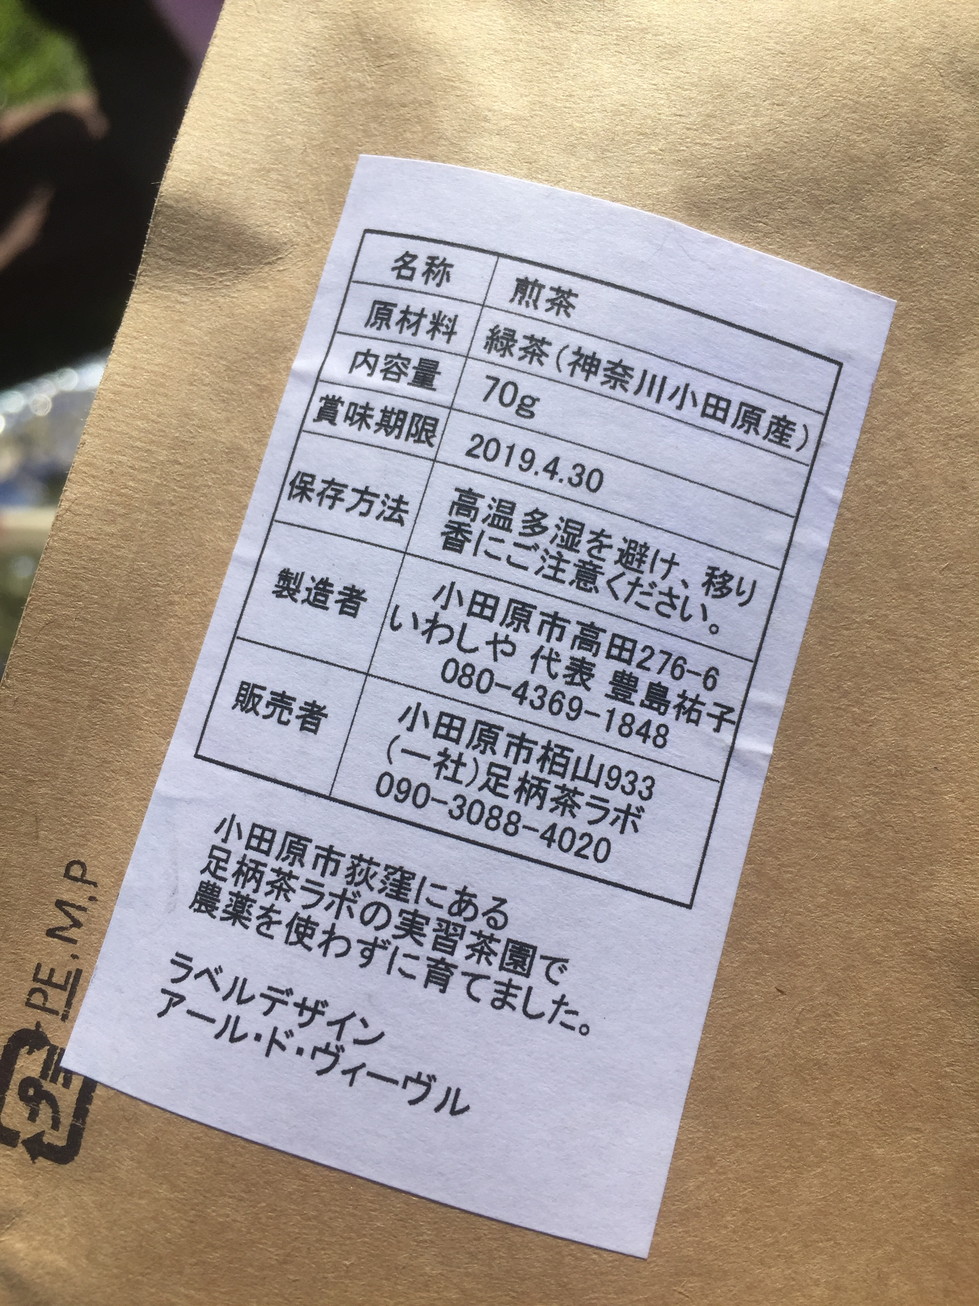 名称 煎茶
原材料 緑茶(神奈川小田原産)
内容量 70g
賞味期限 2019.4.30
保存方法 高温多湿を避け、移り
香にご注意ください。
製造者 小田原市高田276-6
いわしや 代表 豊島祐子
080-4369-1848
販売者 小田原市栢山933
(一社)足柄茶ラボ
090-3088-4020
小田原市荻窪にある
足柄茶ラボの実習茶園で
農薬を使わずに育てました。
ラベルデザイン
アール・ド・ヴィーヴル
PE,M,P